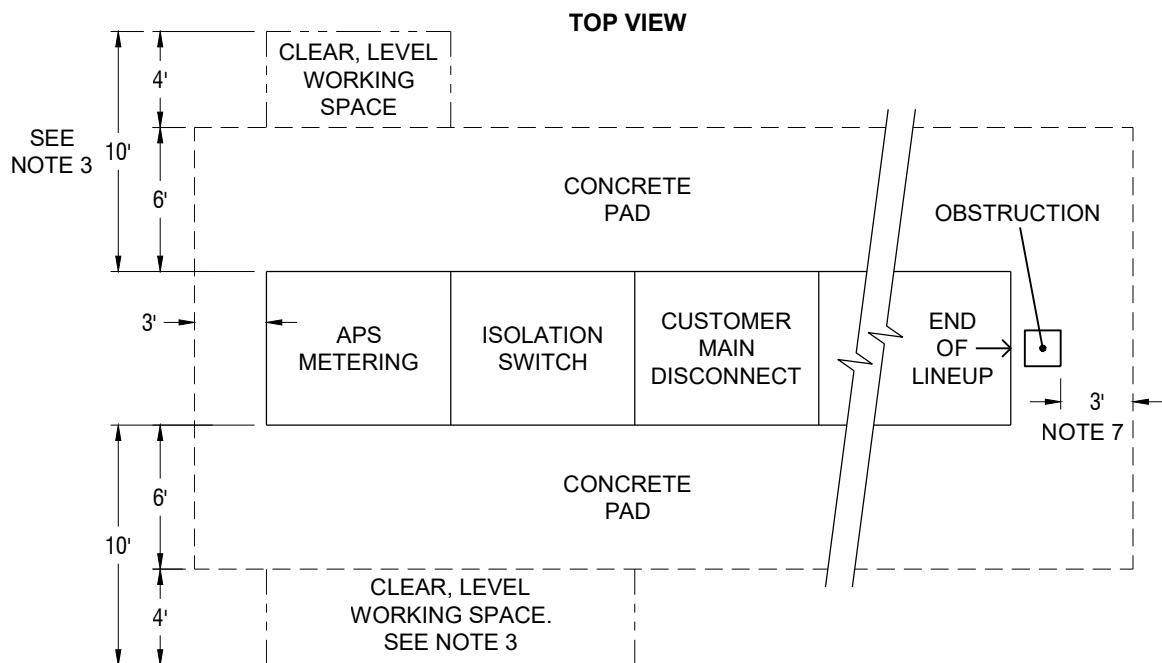 TOP VIEW
CLEAR, LEVEL
WORKING
SPACE
4'
SEE
NOTE 3
10'
6'
CONCRETE
PAD
OBSTRUCTION
3'
APS
METERING
ISOLATION
SWITCH
CUSTOMER
MAIN
DISCONNECT
END
OF
LINEUP
3'
NOTE 7
6'
CONCRETE
PAD
10'
4'
CLEAR, LEVEL
WORKING SPACE.
SEE NOTE 3